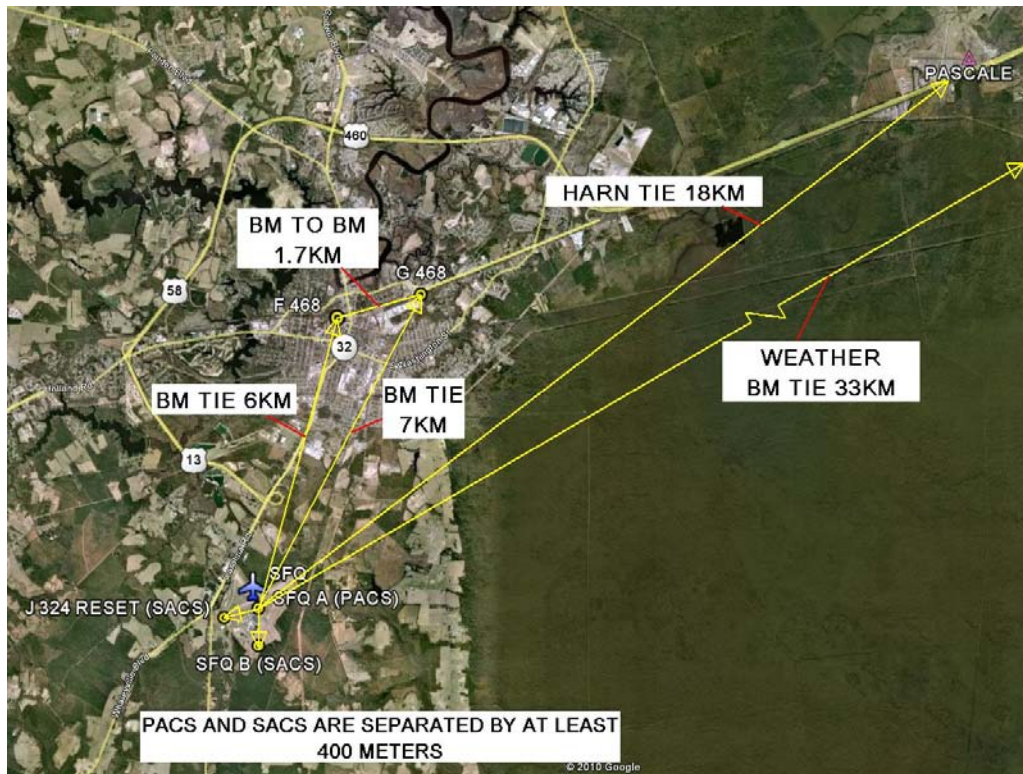 PASCALE
460
HARN TIE 18KM
BM TO BM
1.7KM
G 468
58
F 468
32
WEATHER
BM TIE 33KM
BM TIE 6KM
BM TIE
7KM
13
SFQ
SFQ A (PACS)
J 324 RESET (SACS)
SFQ B (SACS)
PACS AND SACS ARE SEPARATED BY AT LEAST
400 METERS
© 2010 Google